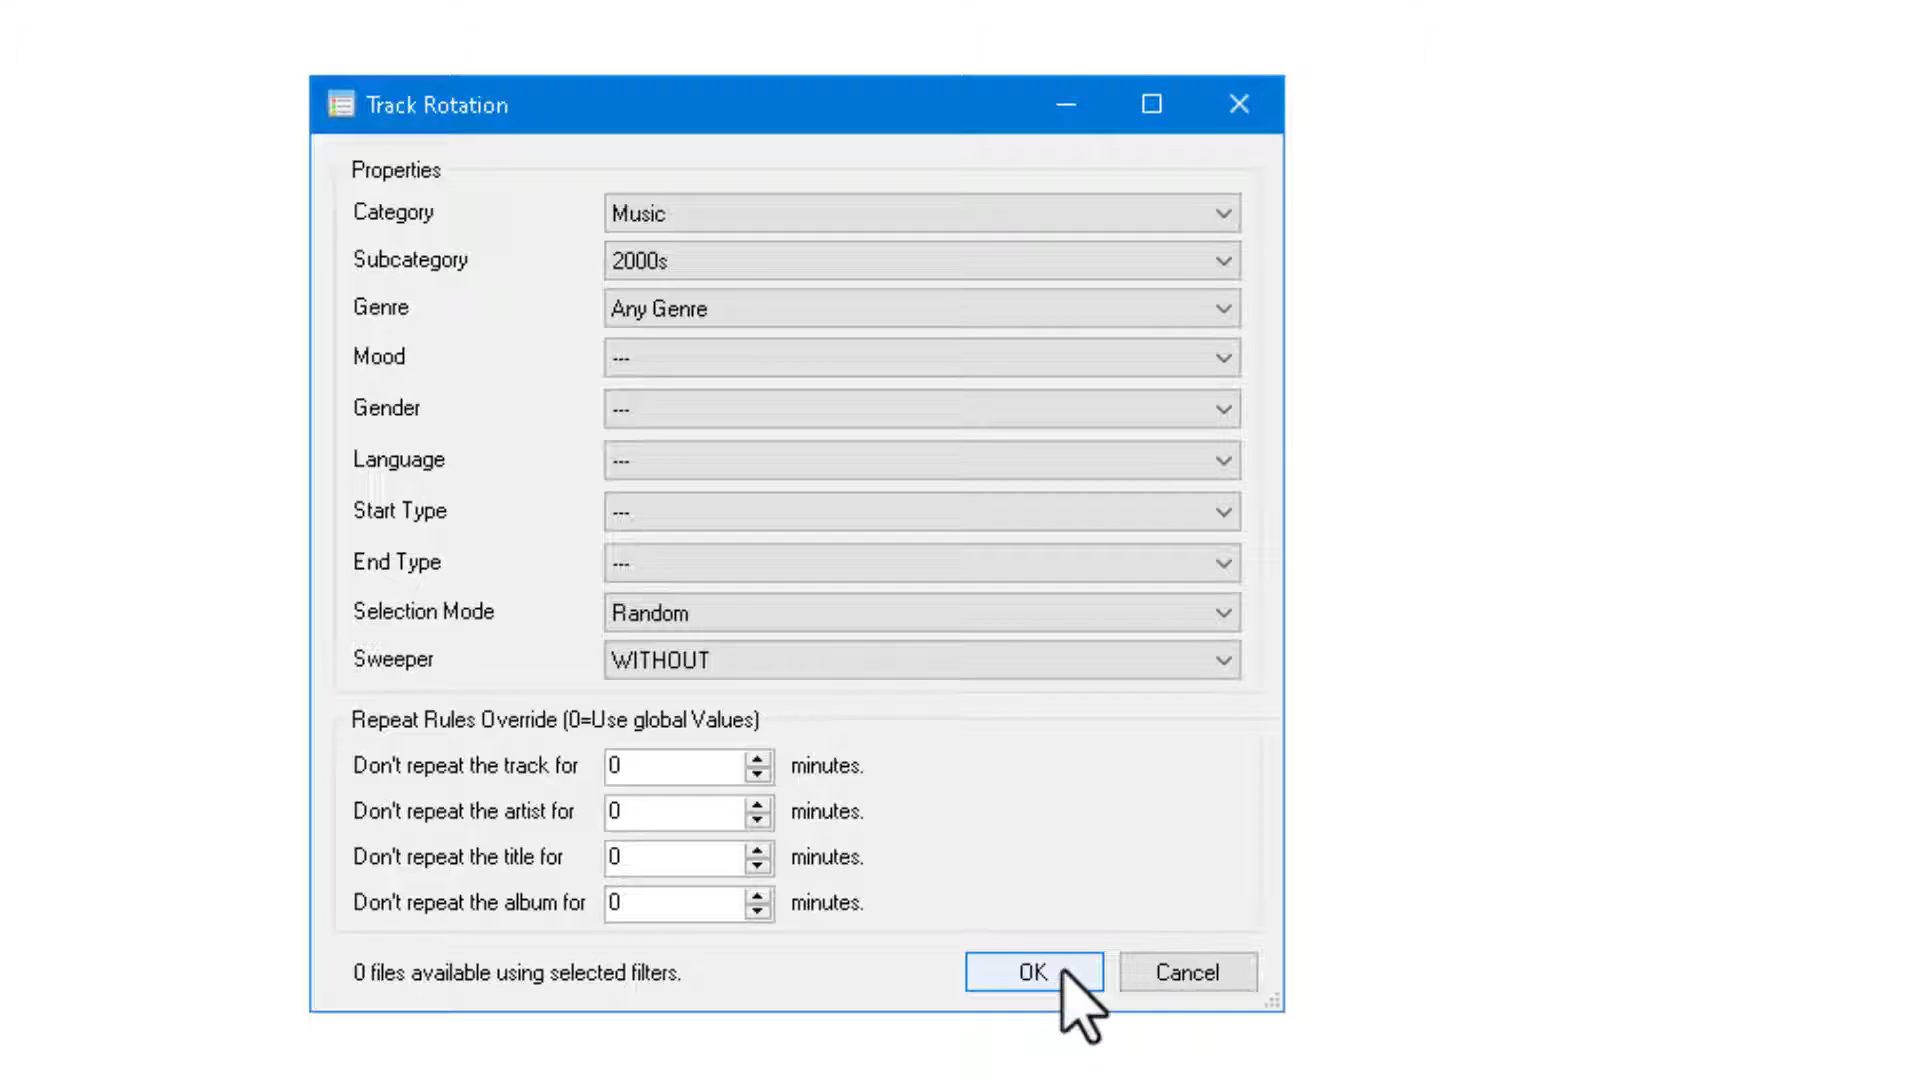 Track Rotation
Properties
Category Music
Subcategory 2000s
Genre Any Genre
Mood ---
Gender ---
Language ---
Start Type ---
End Type ---
Selection Mode Random
Sweeper WITHOUT
Repeat Rules Override (0=Use global Values)
Don't repeat the track for 0 minutes.
Don't repeat the artist for 0 minutes.
Don't repeat the title for 0 minutes.
Don't repeat the album for 0 minutes.
0 files available using selected filters. OK Cancel